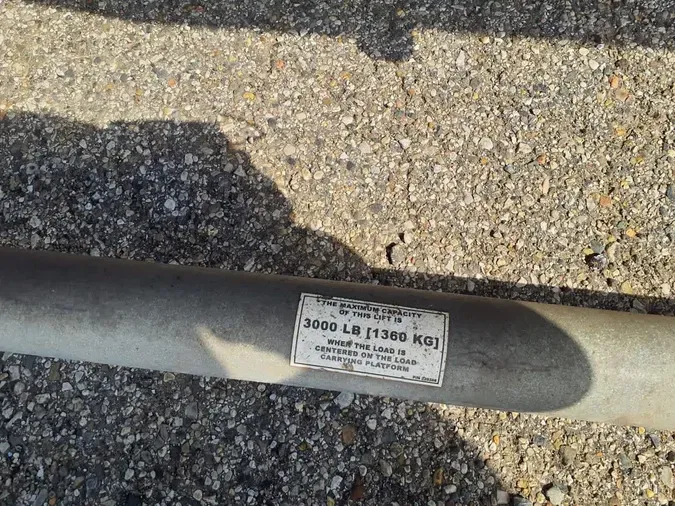 THE MAXIMUM CAPACITY
OF THIS LIFT IS
3000 LB [1360 KG]
WHEN THE LOAD IS
CENTERED ON THE LOAD
CARRYING PLATFORM